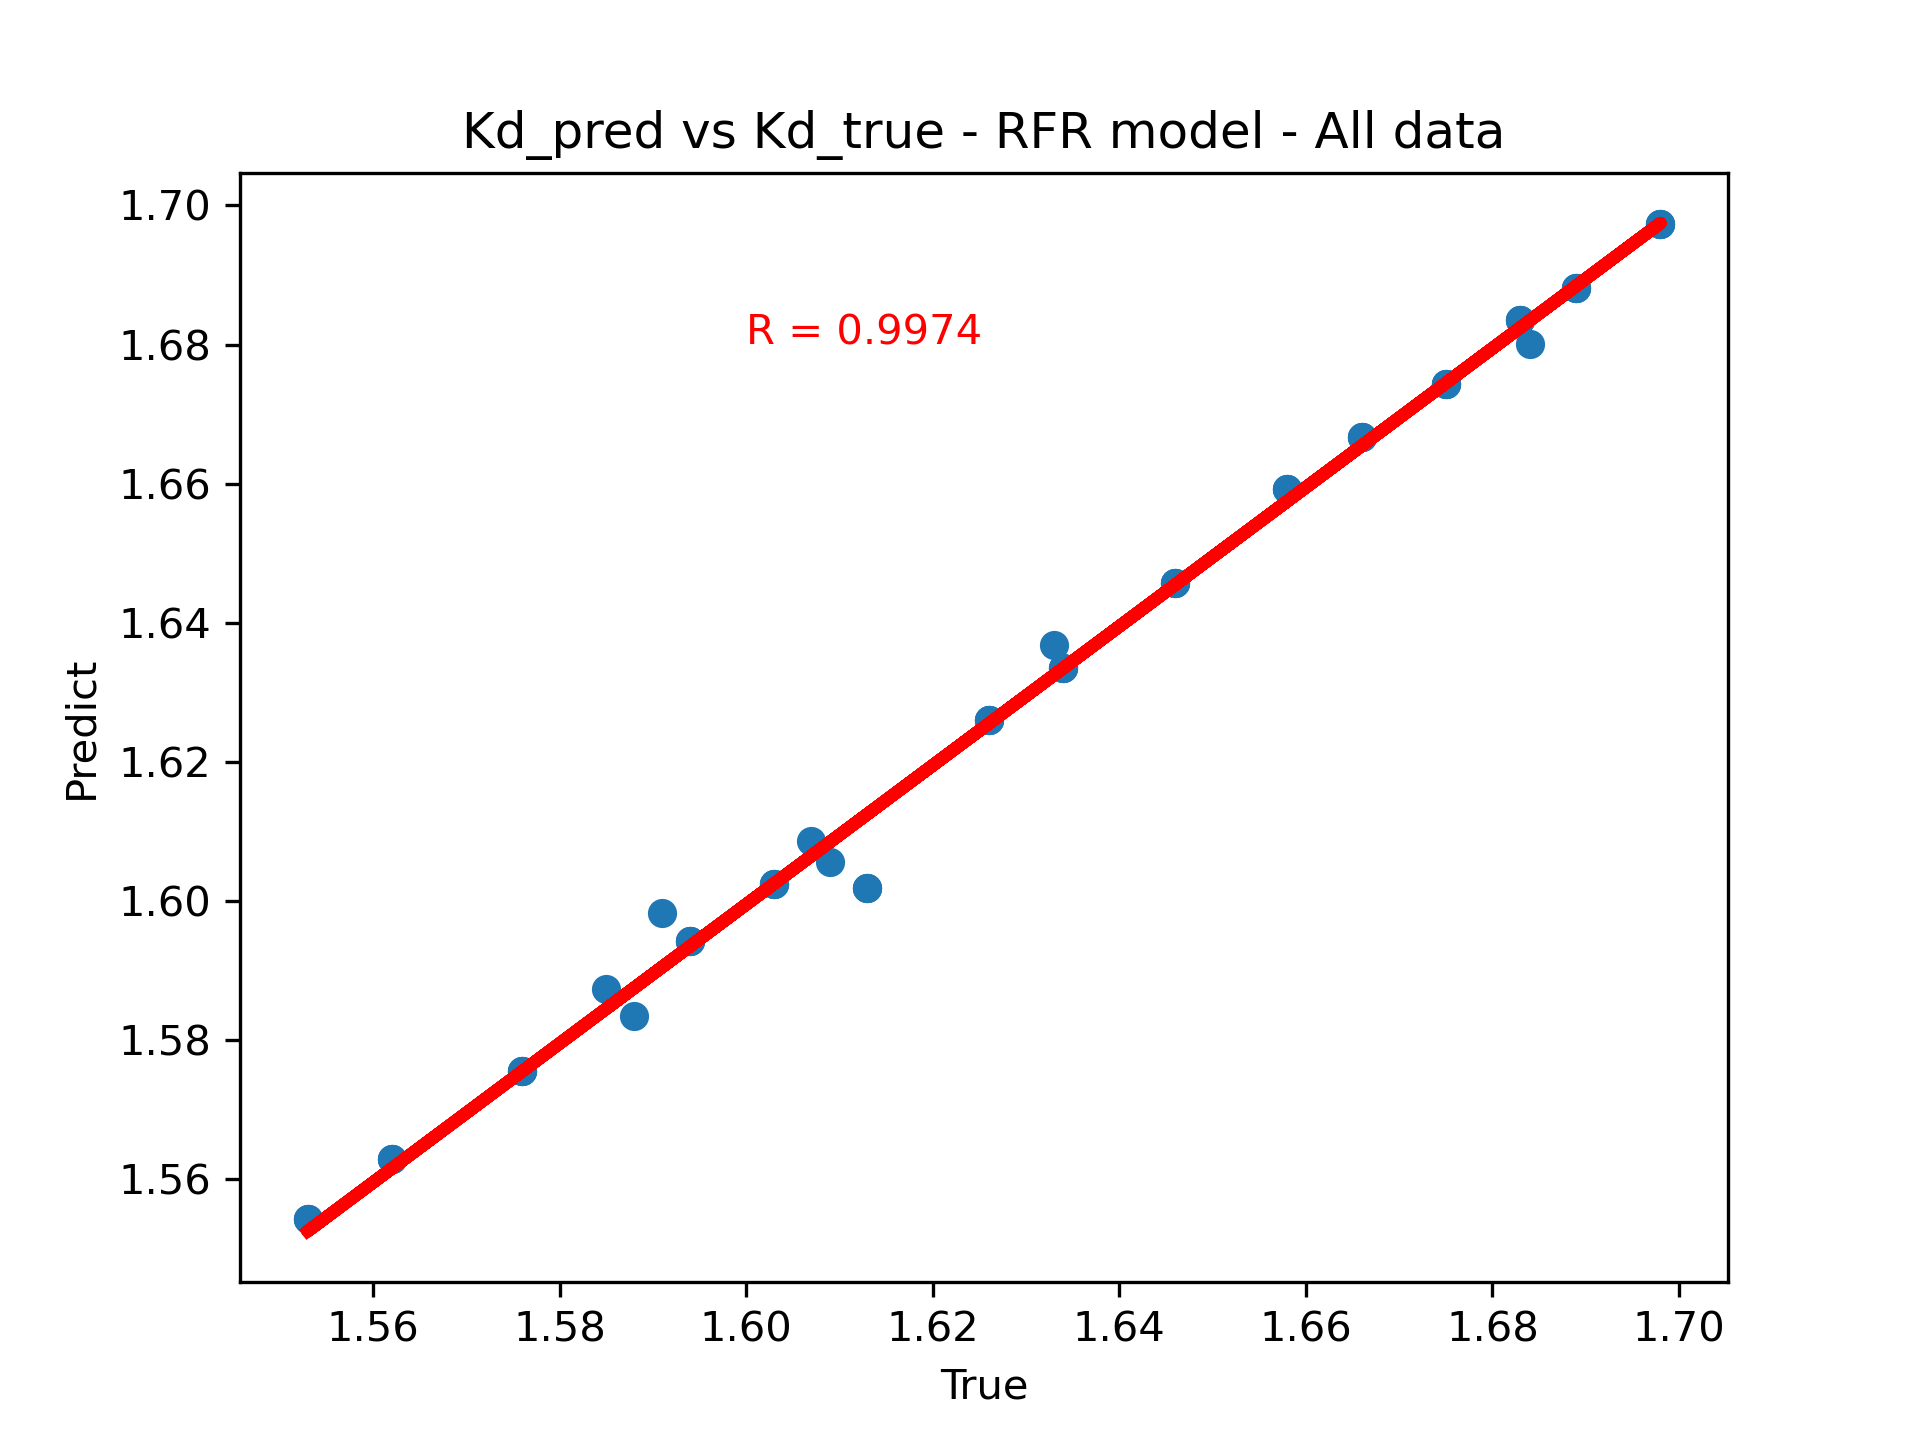 Kd_pred vs Kd_true - RFR model - All data
1.70
1.68
1.66
1.64
1.62
1.60
1.58
1.56
Predict
R = 0.9974
1.56 1.58 1.60 1.62 1.64 1.66 1.68 1.70
True